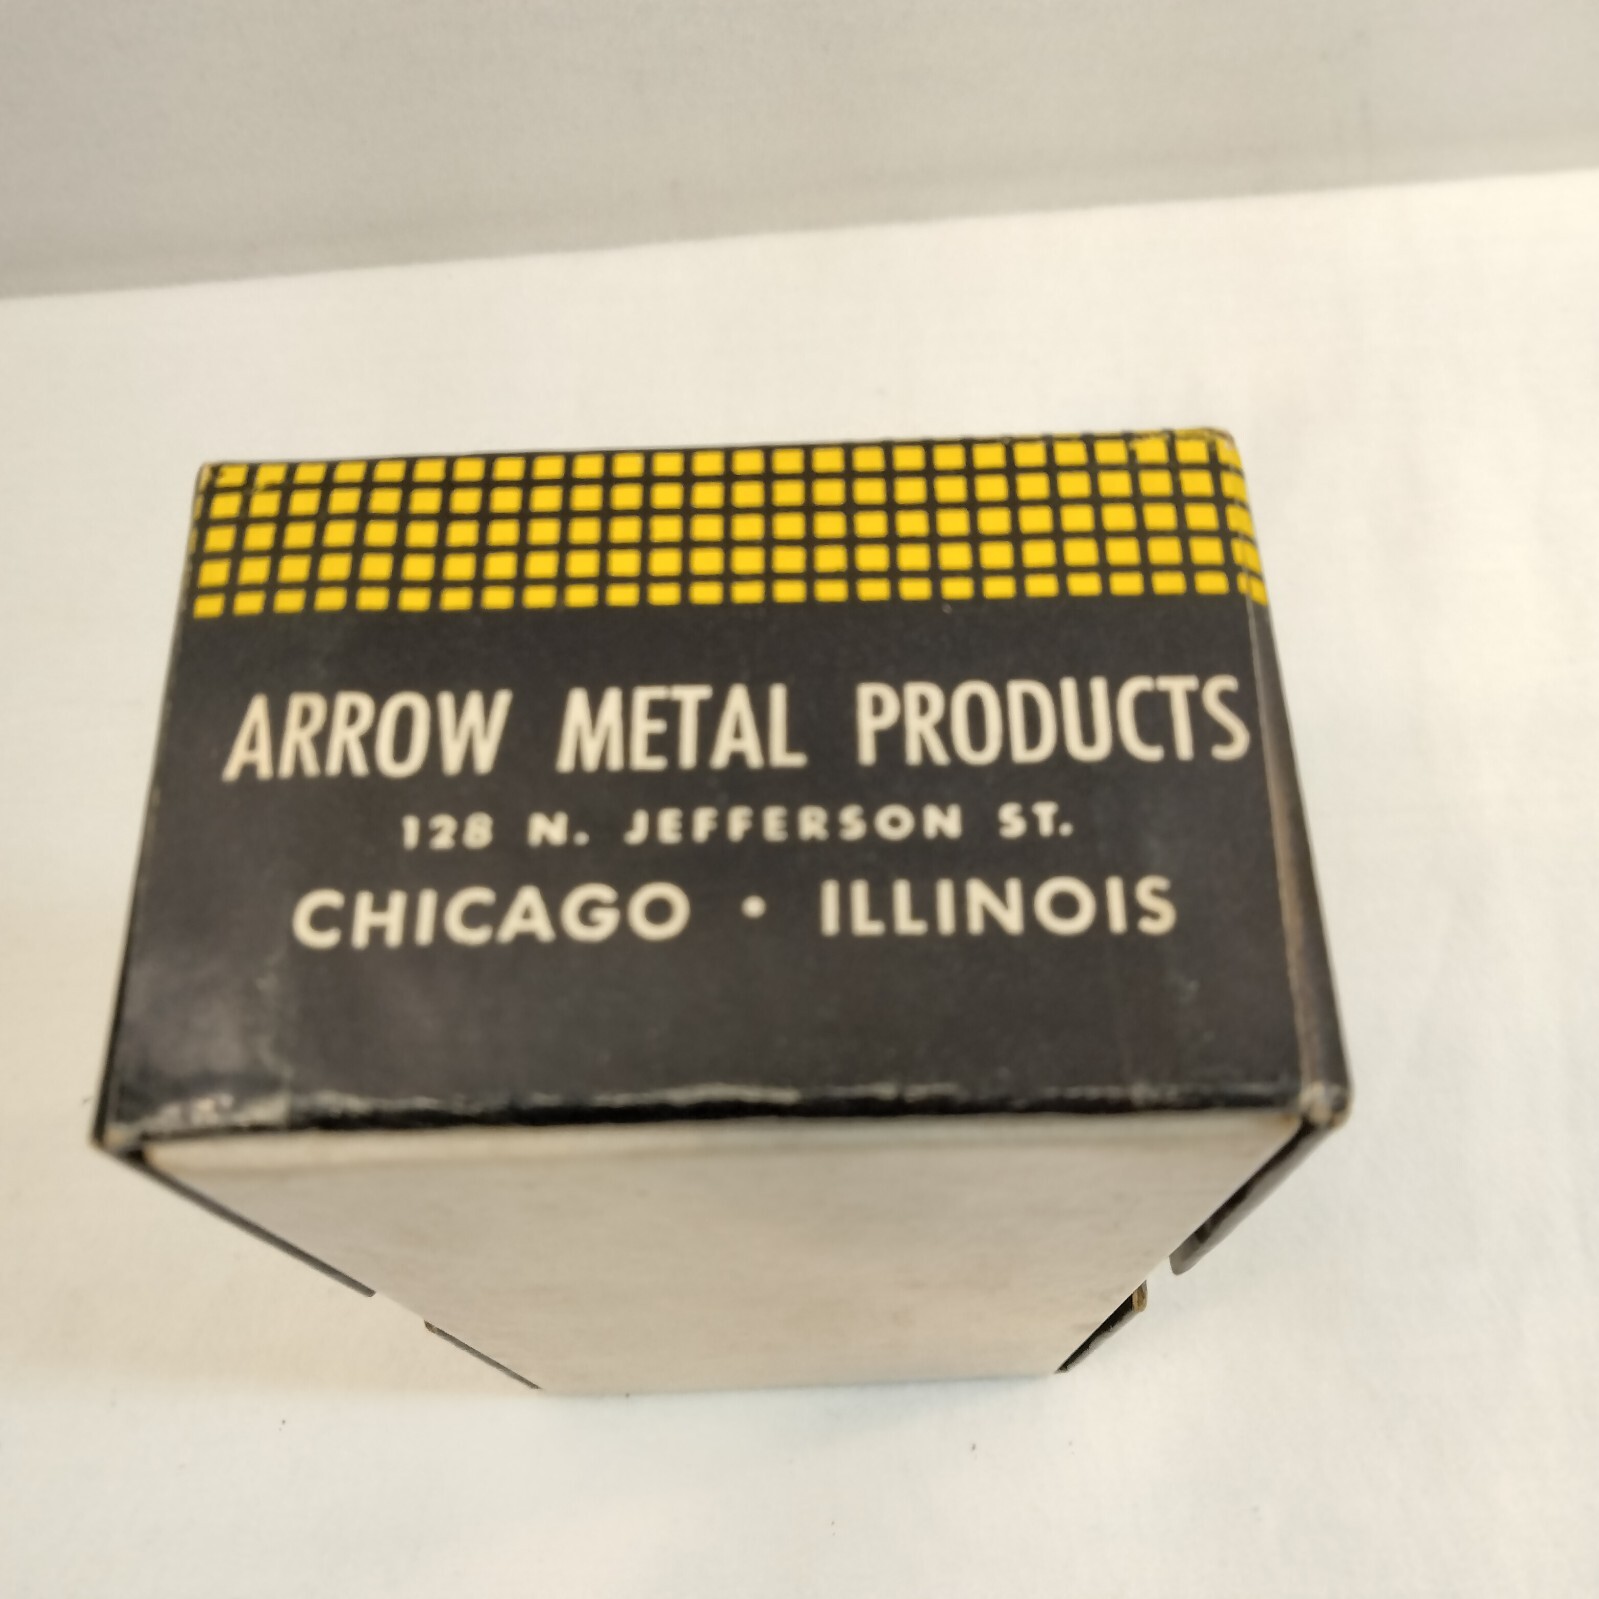 ARROW METAL PRODUCTS
128 N. JEFFERSON ST.
CHICAGO • ILLINOIS